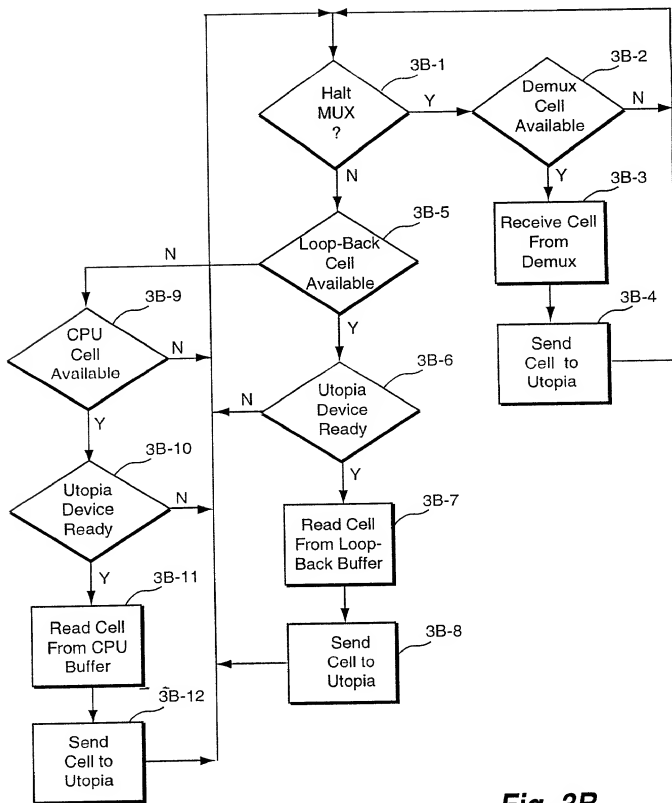 3B-1
3B-2
Halt
MUX
?
Y
Demux
Cell
Available
N
N
Y
3B-3
3B-5
Receive Cell
From
Demux
Loop-Back
Cell
Available
N
3B-9
3B-4
Y
CPU
Cell
Available
N
Send
Cell to
Utopia
3B-6
Utopia
Device
Ready
N
Y
3B-10
Y
Utopia
Device
Ready
N
3B-7
Read Cell
From Loop-
Back Buffer
Y
3B-11
Read Cell
From CPU
Buffer
3B-8
Send
Cell to
Utopia
3B-12
Send
Cell to
Utopia